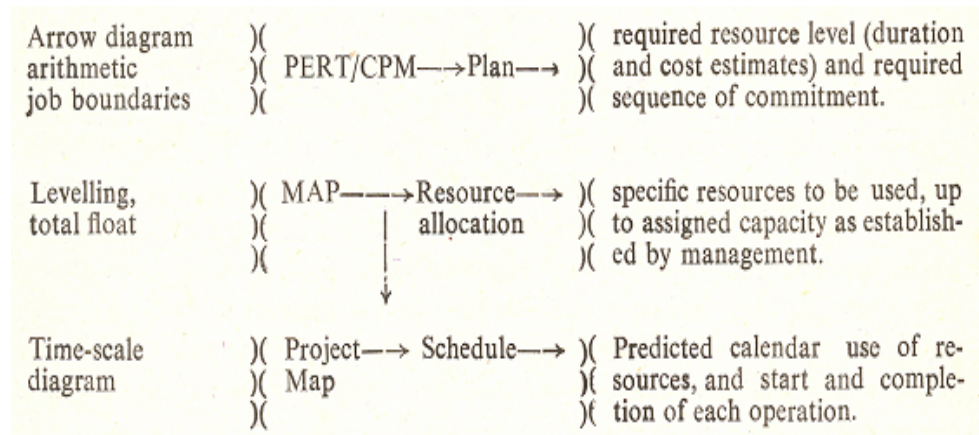 Arrow diagram )( )( required resource level (duration
arithmetic )( PERT/CPM—→Plan—→ )( and cost estimates) and required
job boundaries )( )( sequence of commitment.
Levelling, )( MAP——→Resource—→ )( specific resources to be used, up
total float )( allocation )( to assigned capacity as establish-
)( )( ed by management.
Time-scale )( Project—→ Schedule—→ )( Predicted calendar use of re-
diagram )( Map )( sources, and start and comple-
)( )( tion of each operation.